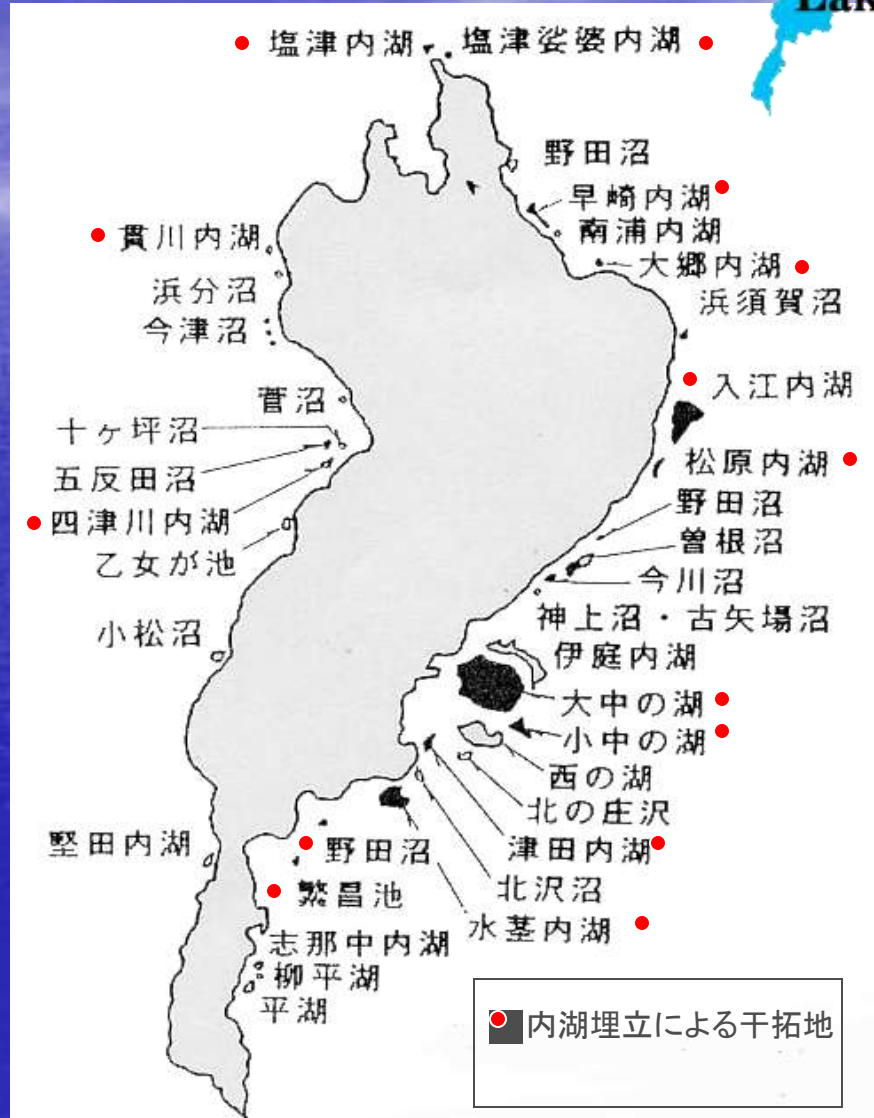 Lak
塩津内湖
塩津娑婆内湖
野田沼
早崎内湖
南浦内湖
貫川内湖
大郷内湖
浜分沼
浜須賀沼
今津沼
入江内湖
菅沼
十ヶ坪沼
松原内湖
五反田沼
野田沼
四津川内湖
曽根沼
乙女が池
今川沼
神上沼・古矢場沼
小松沼
伊庭内湖
大中の湖
小中の湖
西の湖
北の庄沢
堅田内湖
野田沼
津田内湖
繁昌池
北沢沼
水茎内湖
志那中内湖
柳平湖
平湖
内湖埋立による干拓地